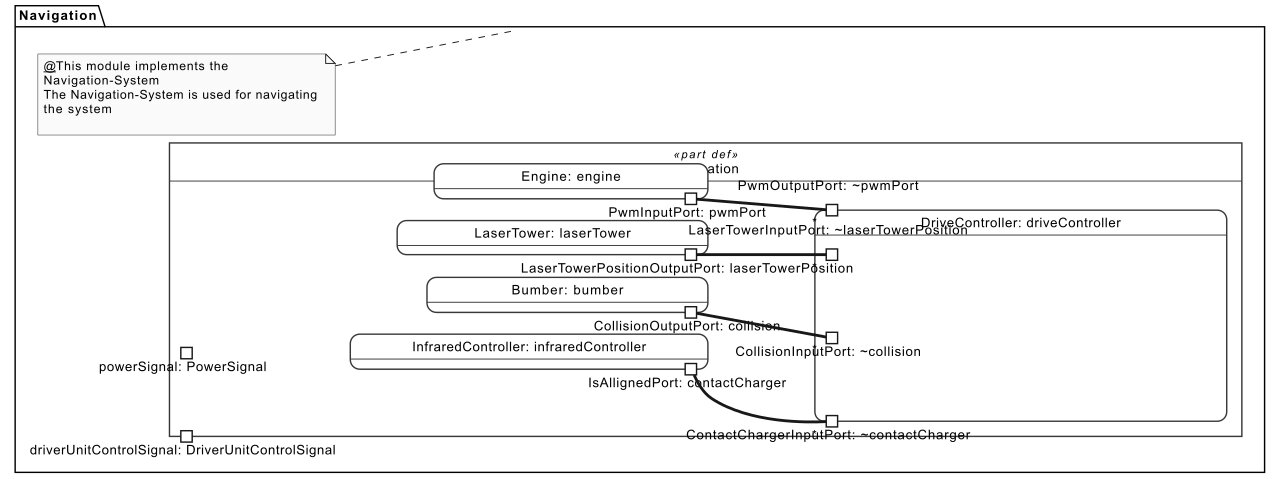 Navigation
@This module implements the
Navigation-System
The Navigation-System is used for navigating
the system
«part def»
ation
Engine: engine
PwmOutputPort: ~pwmPort
PwmInputPort: pwmPort
DriveController: driveController
LaserTowerInputPort: ~laserTowerPosition
LaserTower: laserTower
LaserTowerPositionOutputPort: laserTowerPosition
Bumber: bumber
CollisionOutputPort: collision
InfraredController: infraredController
CollisionInputPort: ~collision
powerSignal: PowerSignal
IsAllignedPort: contactCharger
ContactChargerInputPort: ~contactCharger
driverUnitControlSignal: DriverUnitControlSignal